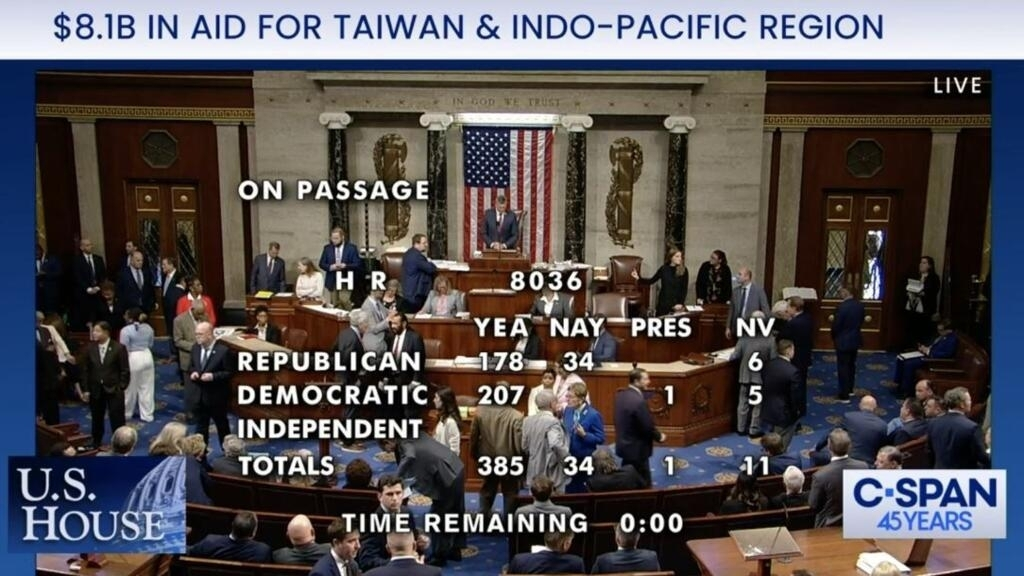 $8.1B IN AID FOR TAIWAN & INDO-PACIFIC REGION
LIVE
IN GOD WE TRUST
ON PASSAGE
H R 8036
YEA NAY PRES NV
REPUBLICAN 178 34 6
DEMOCRATIC 207 1 5
INDEPENDENT
TOTALS 385 34 1 11
TIME REMAINING 0:00
U.S.
HOUSE
C-SPAN
45 YEARS